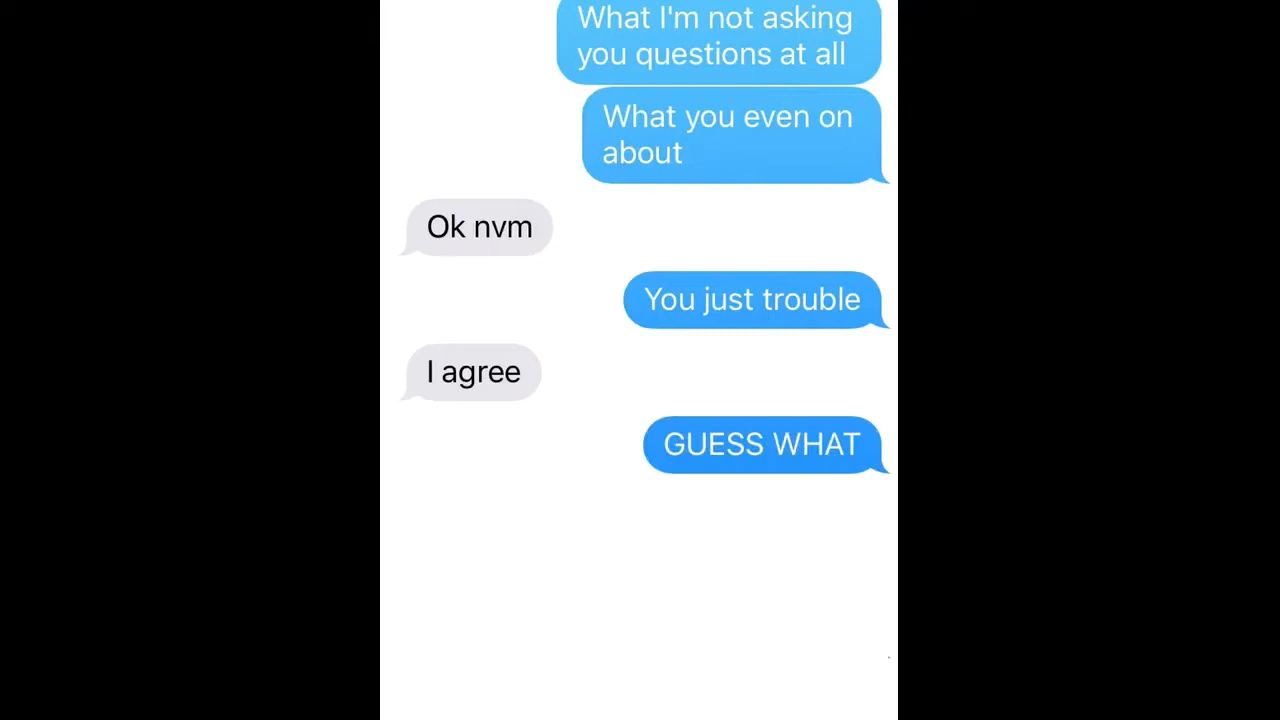 What I'm not asking
you questions at all
What you even on
about
Ok nvm
You just trouble
I agree
GUESS WHAT